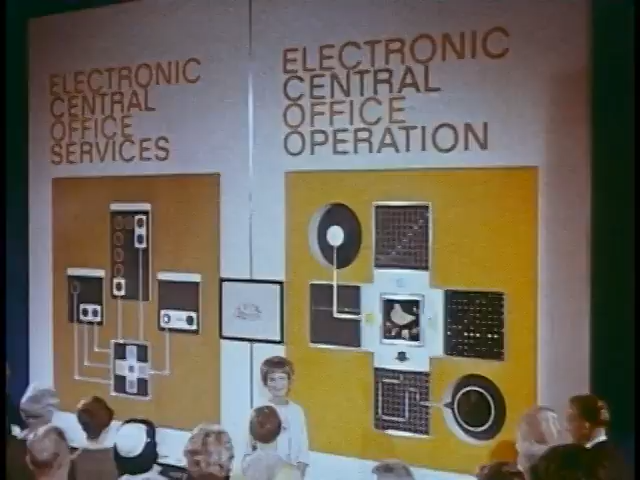 ELECTRONIC
CENTRAL
OFFICE
SERVICES
ELECTRONIC
CENTRAL
OFFICE
OPERATION